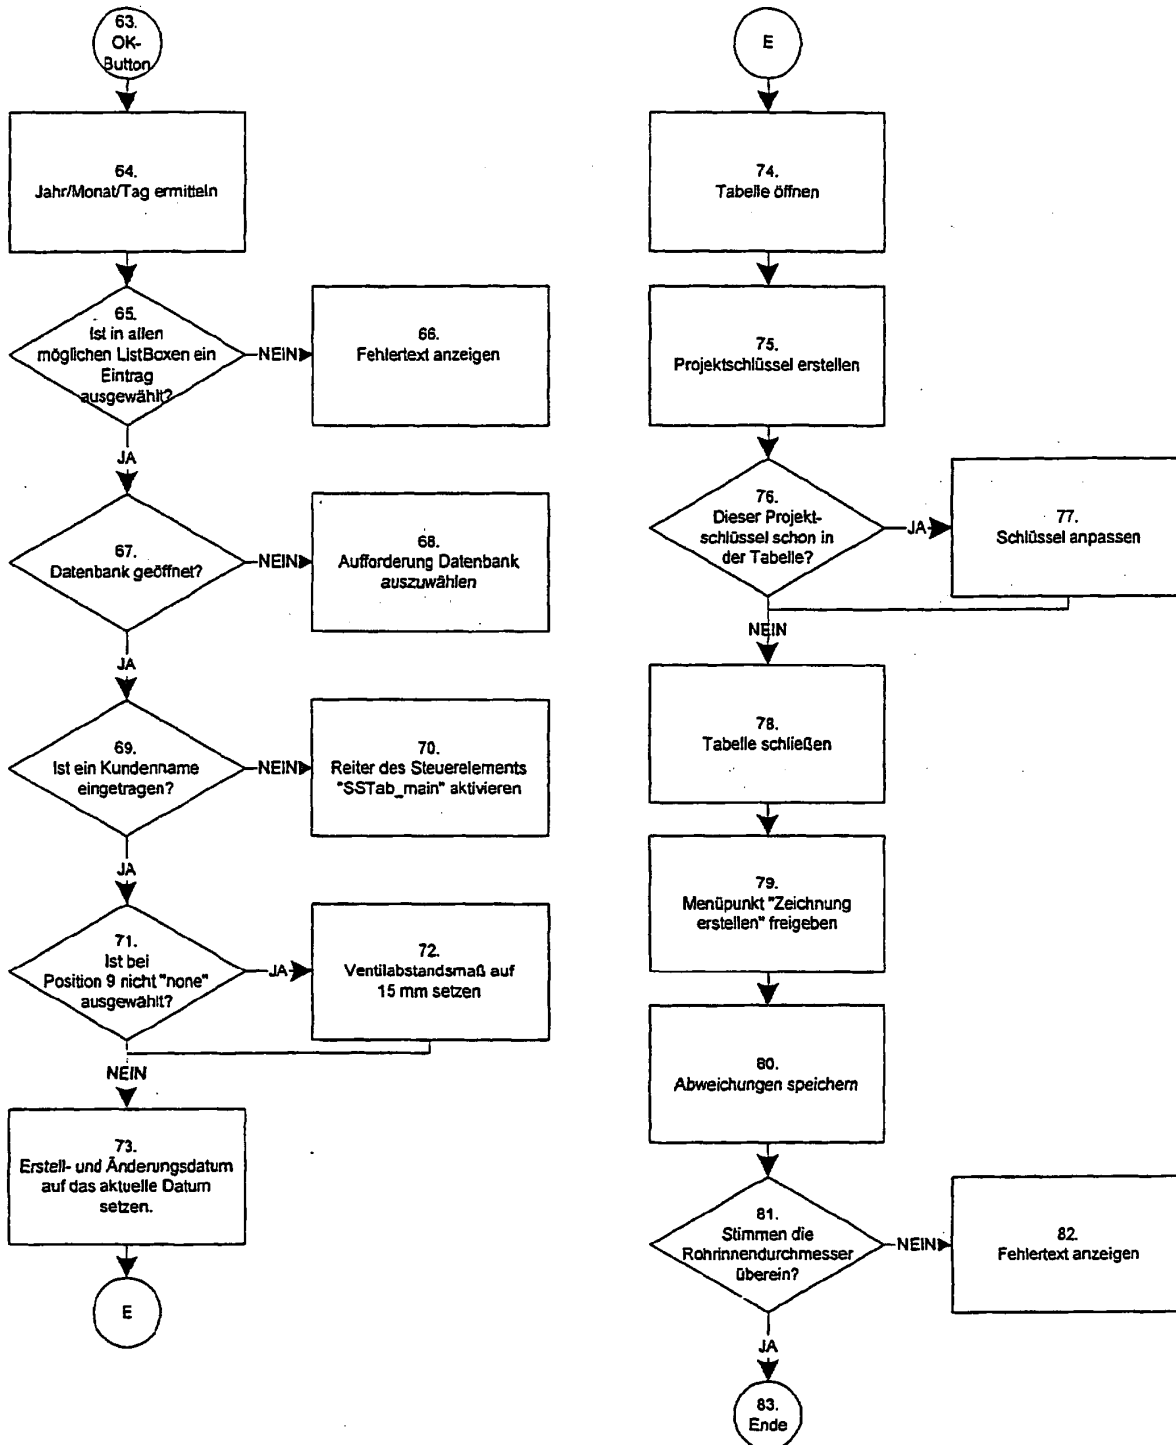 63.
OK-
Button
64.
Jahr/Monat/Tag ermitteln
65.
Ist in allen
möglichen ListBoxen ein
Eintrag
ausgewählt?
NEIN
66.
Fehlertext anzeigen
JA
67.
Datenbank geöffnet?
NEIN
68.
Aufforderung Datenbank
auszuwählen
JA
69.
Ist ein Kundenname
eingetragen?
NEIN
70.
Reiter des Steuerelements
"SSTab_main" aktivieren
JA
71.
Ist bei
Position 9 nicht "none"
ausgewählt?
JA
72.
Ventilabstandsmaß auf
15 mm setzen
NEIN
73.
Erstell- und Änderungsdatum
auf das aktuelle Datum
setzen.
E
E
74.
Tabelle öffnen
75.
Projektschlüssel erstellen
76.
Dieser Projekt-
schlüssel schon in
der Tabelle?
JA
77.
Schlüssel anpassen
NEIN
78.
Tabelle schließen
79.
Menüpunkt "Zeichnung
erstellen" freigeben
80.
Abweichungen speichern
81.
Stimmen die
Rohrinnendurchmesser
überein?
NEIN
82.
Fehlertext anzeigen
JA
83.
Ende